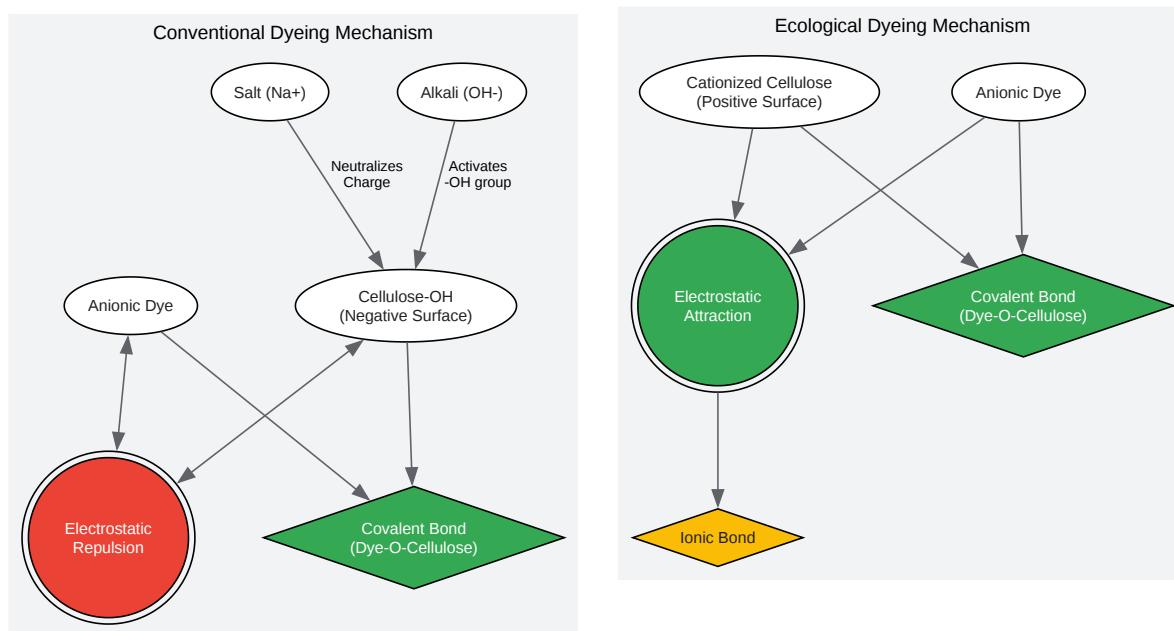 Conventional Dyeing Mechanism
Salt (Na+)
Alkali (OH-)
Neutralizes
Charge
Activates
-OH group
Anionic Dye
Cellulose-OH
(Negative Surface)
Electrostatic
Repulsion
Covalent Bond
(Dye-O-Cellulose)
Ecological Dyeing Mechanism
Cationized Cellulose
(Positive Surface)
Anionic Dye
Electrostatic
Attraction
Covalent Bond
(Dye-O-Cellulose)
Ionic Bond